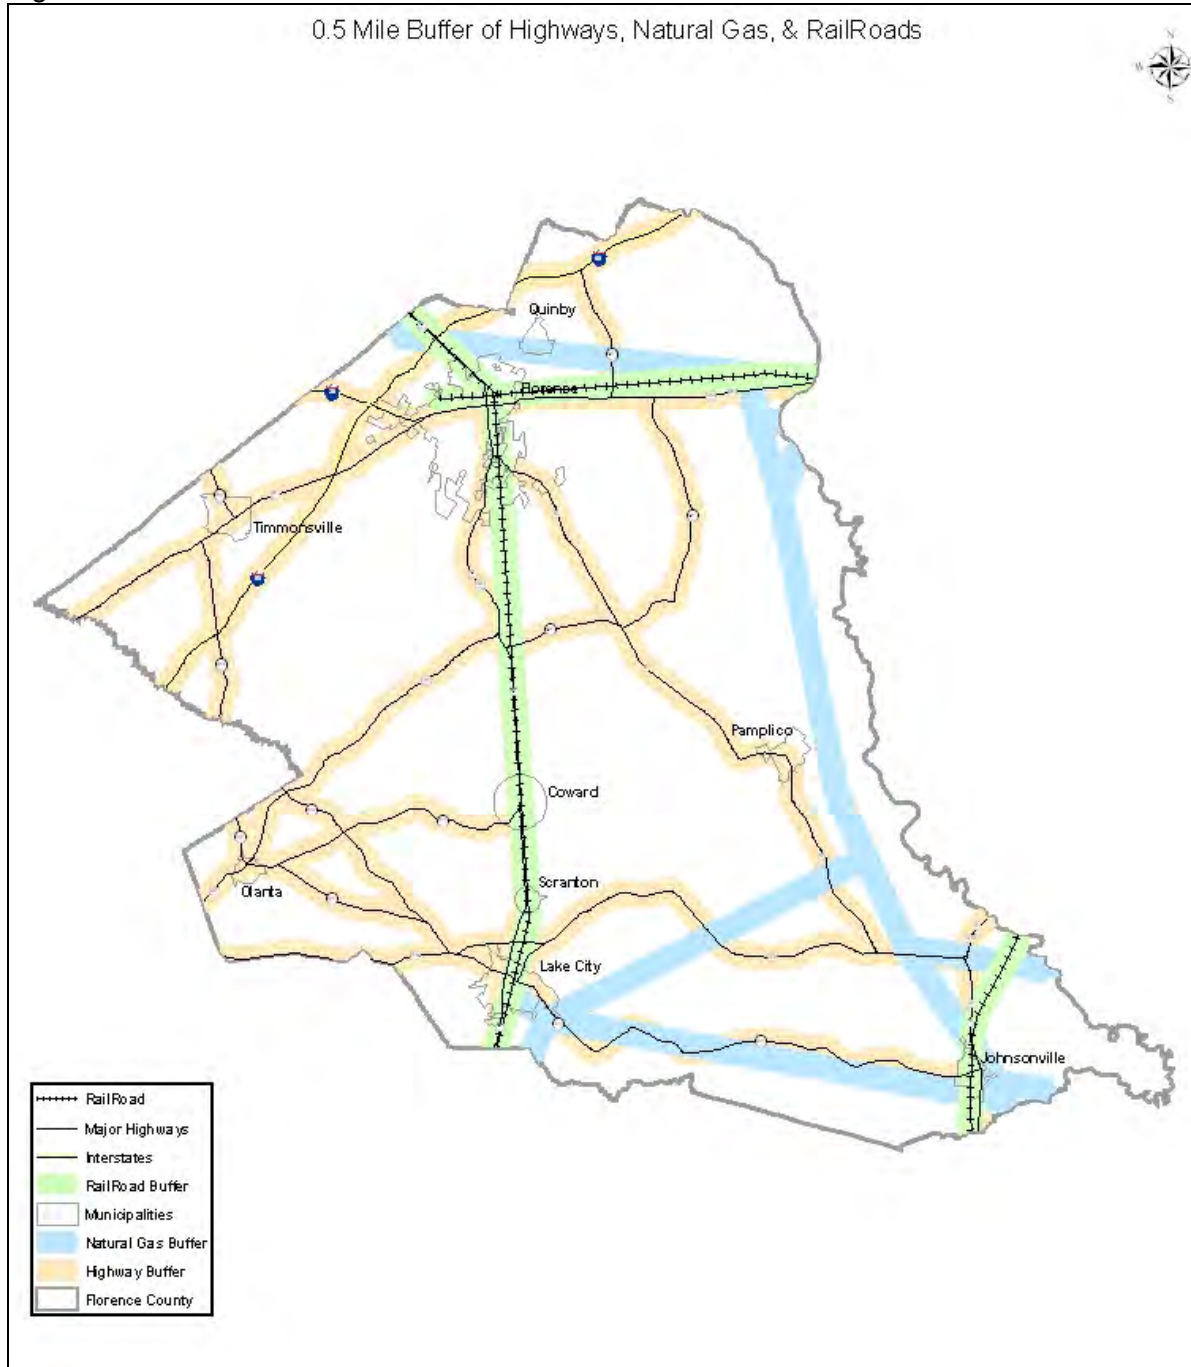 0.5 Mile Buffer of Highways, Natural Gas, & RailRoads
N
W
S
Quinby
Florence
Timmonsville
Pamplico
Coward
Scranton
Olanta
Lake City
Johnsonville
RailRoad
Major Highways
Interstates
RailRoad Buffer
Municipalities
Natural Gas Buffer
Highway Buffer
Florence County